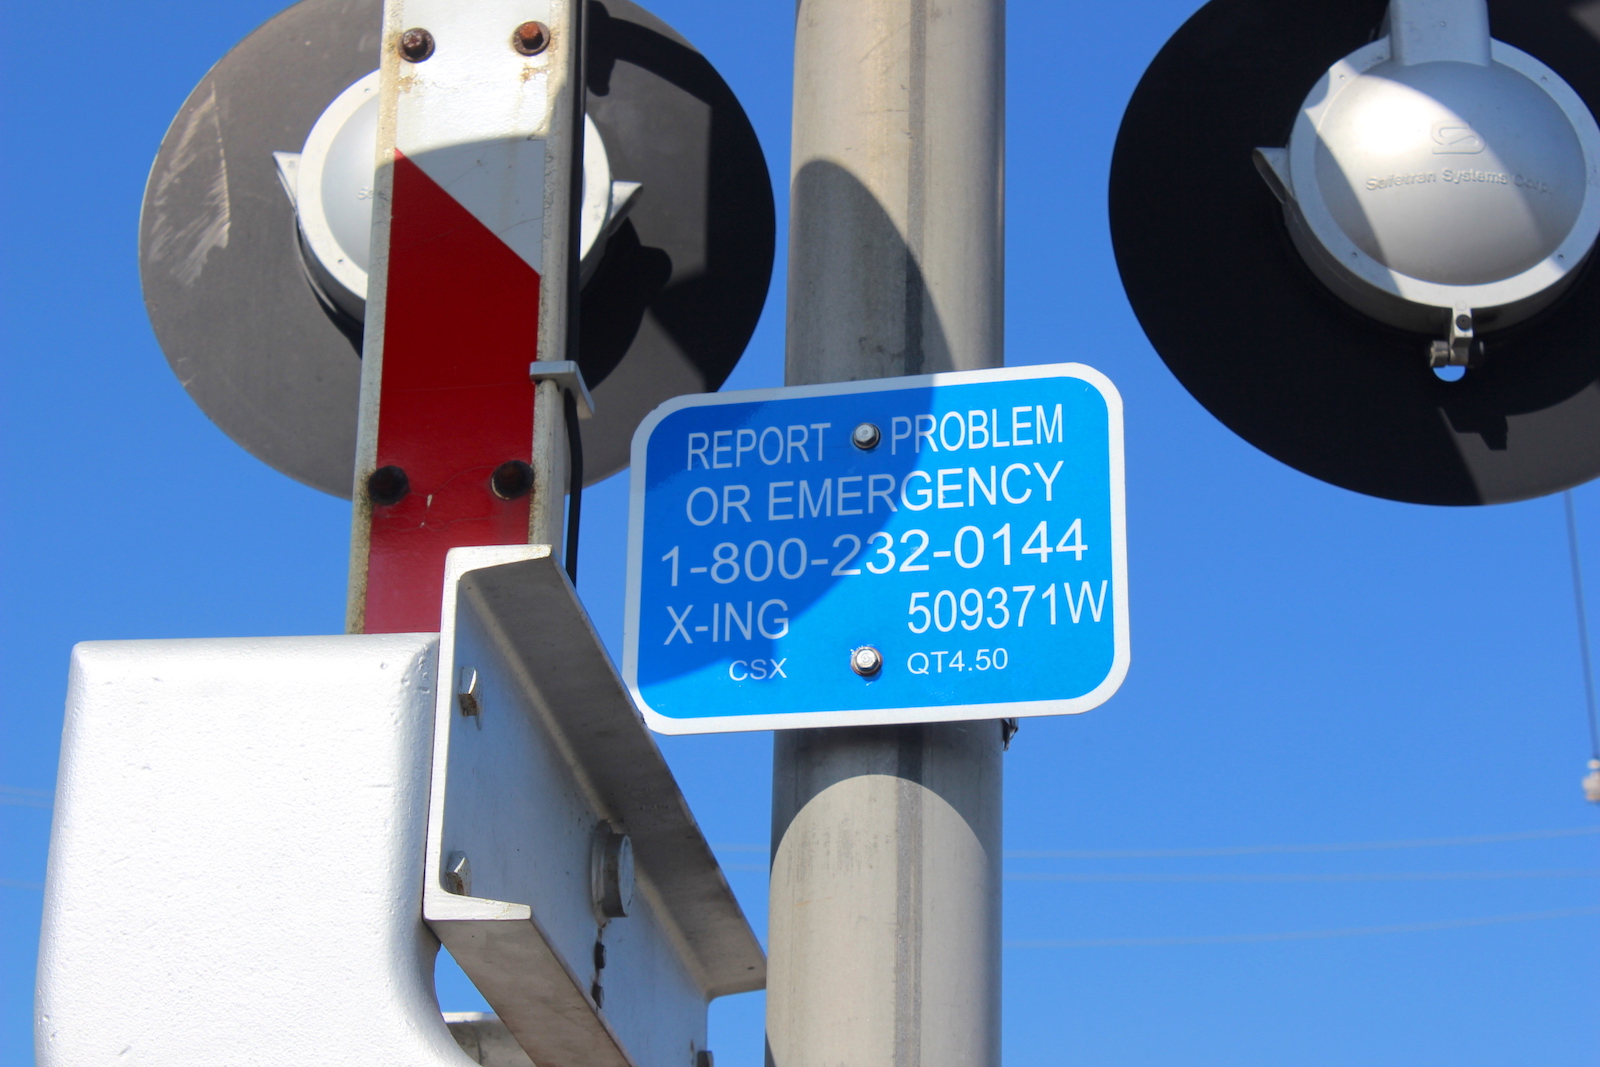 Safetran Systems Corp.
REPORT PROBLEM
OR EMERGENCY
1-800-232-0144
X-ING 509371W
CSX QT4.50